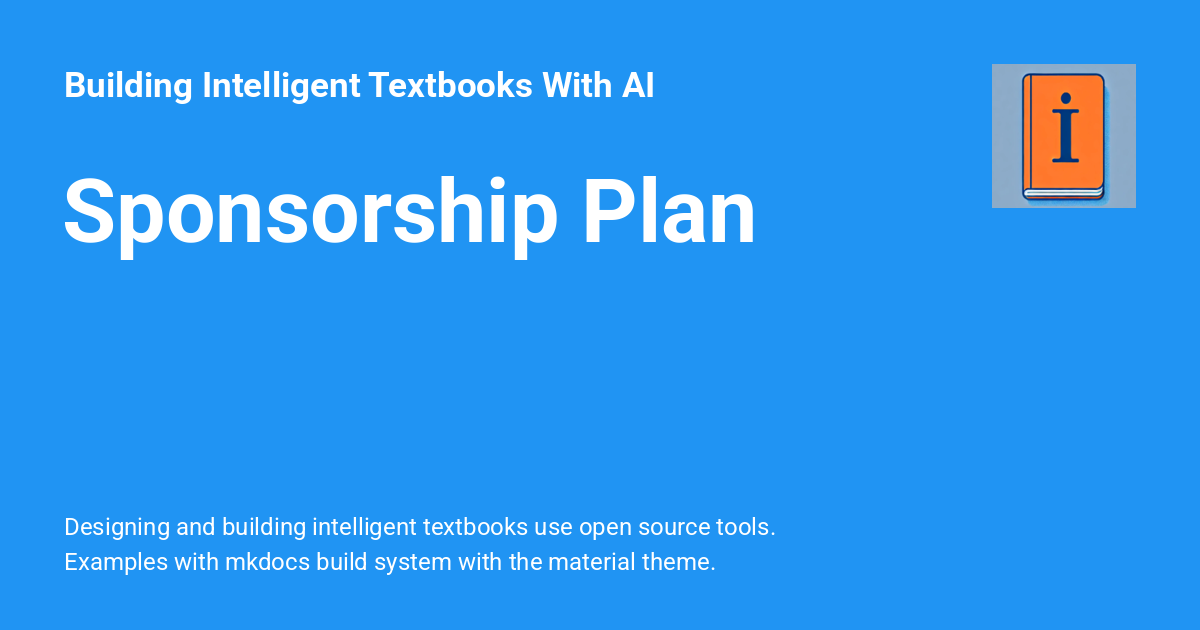 Building Intelligent Textbooks With AI
i
Sponsorship Plan
Designing and building intelligent textbooks use open source tools.
Examples with mkdocs build system with the material theme.